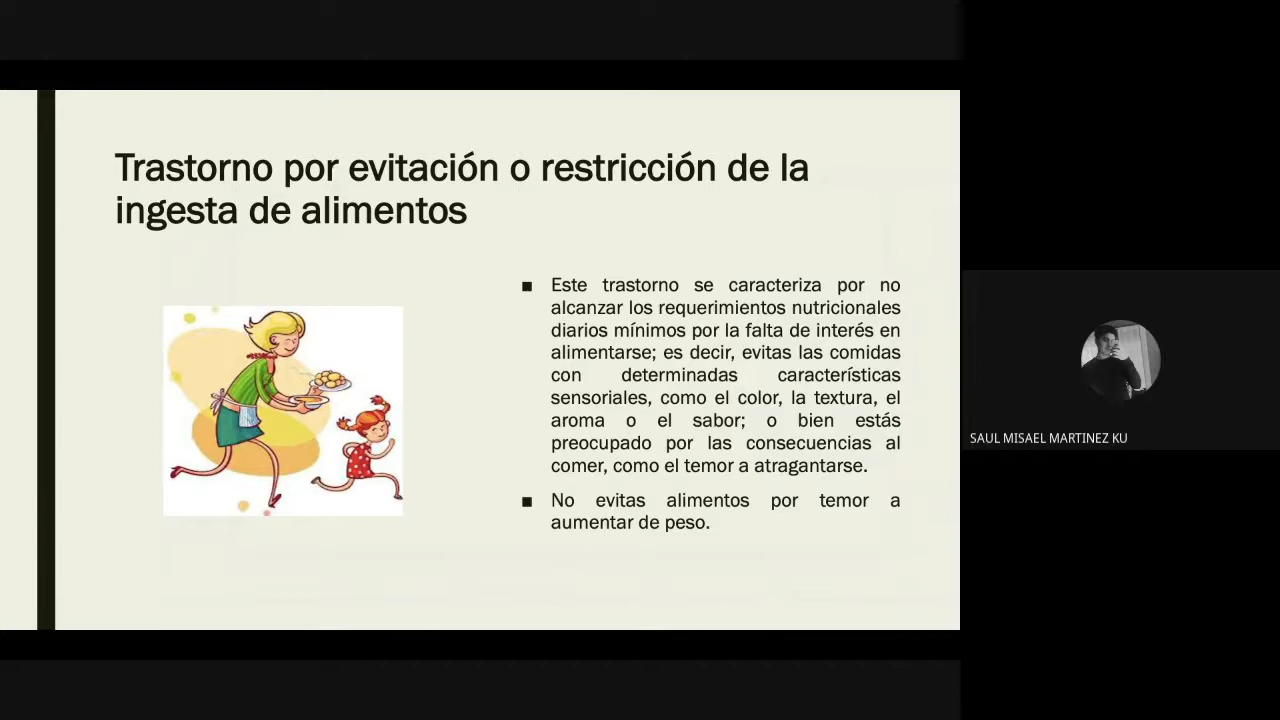 Trastorno por evitación o restricción de la
ingesta de alimentos
■ Este trastorno se caracteriza por no
alcanzar los requerimientos nutricionales
diarios mínimos por la falta de interés en
alimentarse; es decir, evitas las comidas
con determinadas características
sensoriales, como el color, la textura, el
aroma o el sabor; o bien estás
preocupado por las consecuencias al
comer, como el temor a atragantarse.
■ No evitas alimentos por temor a
aumentar de peso.
SAUL MISAEL MARTINEZ KU